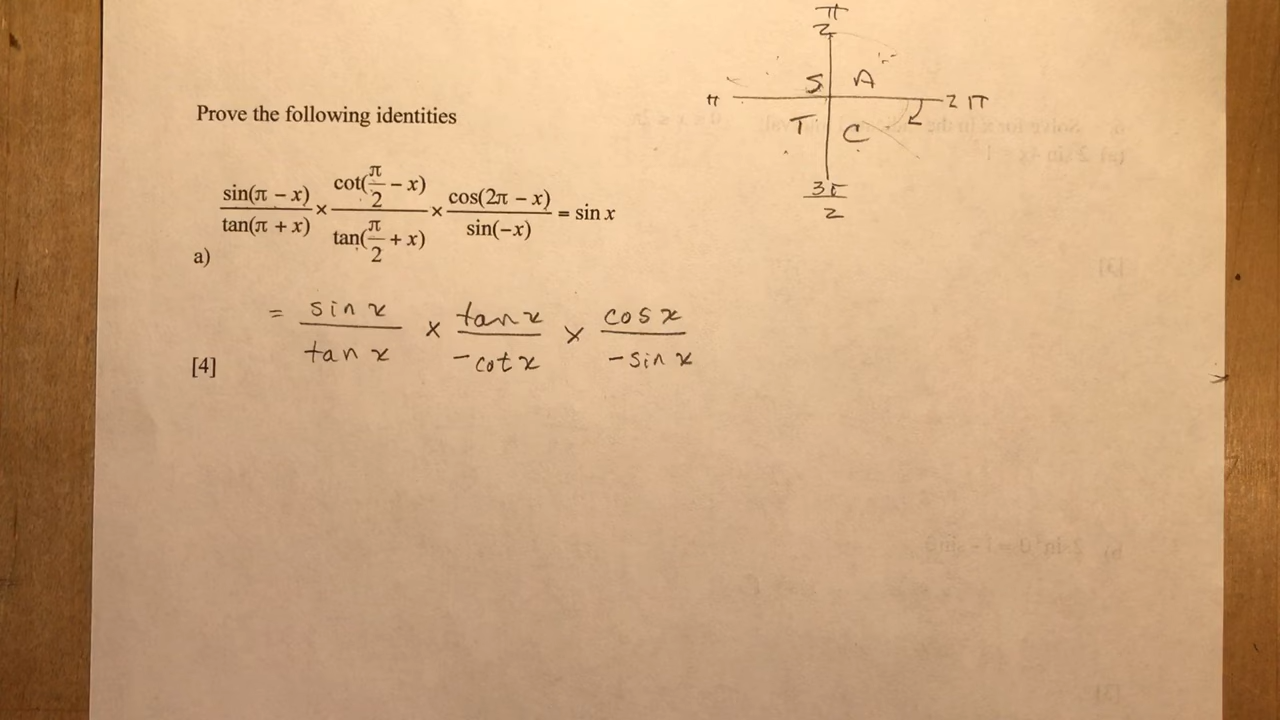 π/2
S A
π 2π
T C
3π/2
Prove the following identities
a) sin(π − x)/tan(π + x) × cot(π/2 − x)/tan(π/2 + x) × cos(2π − x)/sin(−x) = sin x
= sin x/tan x × tan x/−cot x × cos x/−sin x
[4]